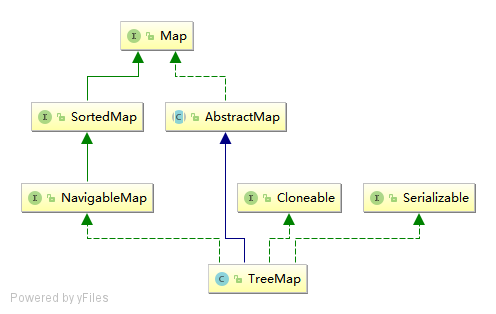 I Map
I SortedMap
C AbstractMap
I NavigableMap
I Cloneable
I Serializable
C TreeMap
Powered by yFiles